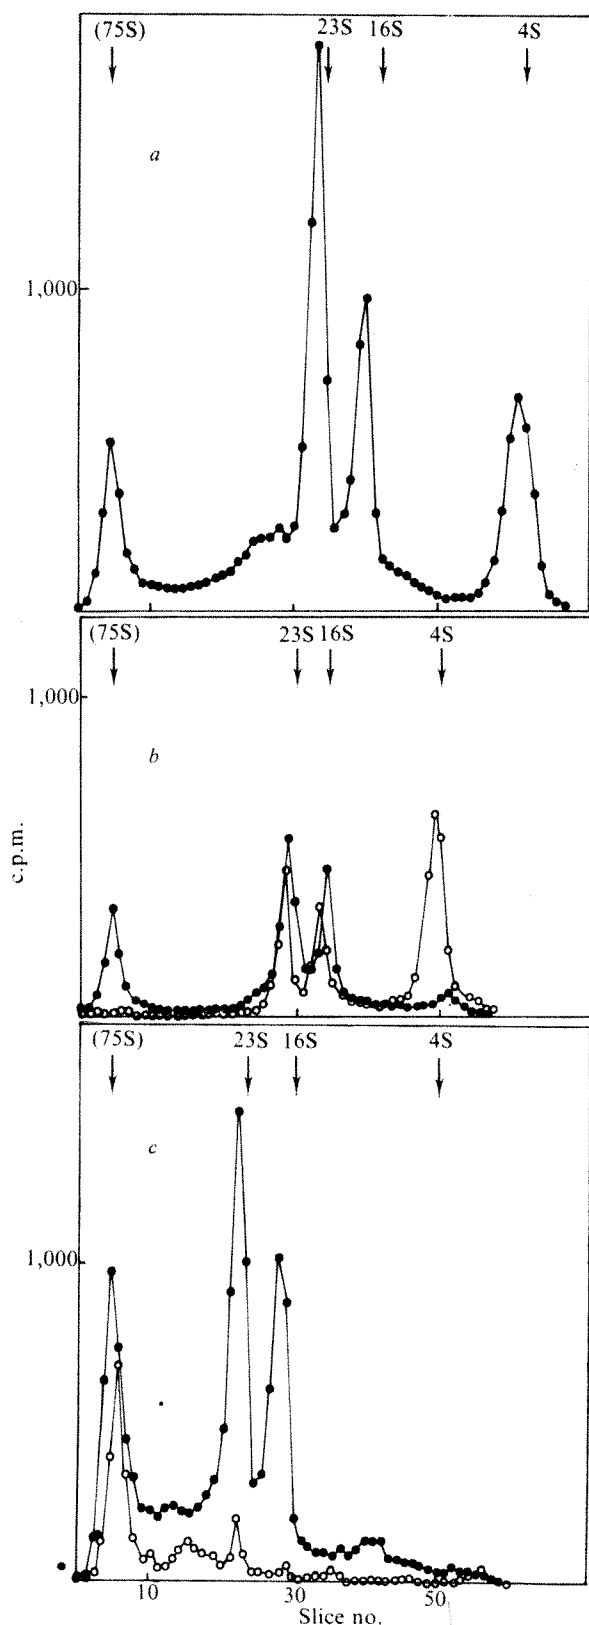 (75S) 23S 16S 4S
a
1,000
(75S) 23S 16S 4S
1,000
b
c.p.m.
(75S) 23S 16S 4S
c
1,000
10 30 50
Slice no.